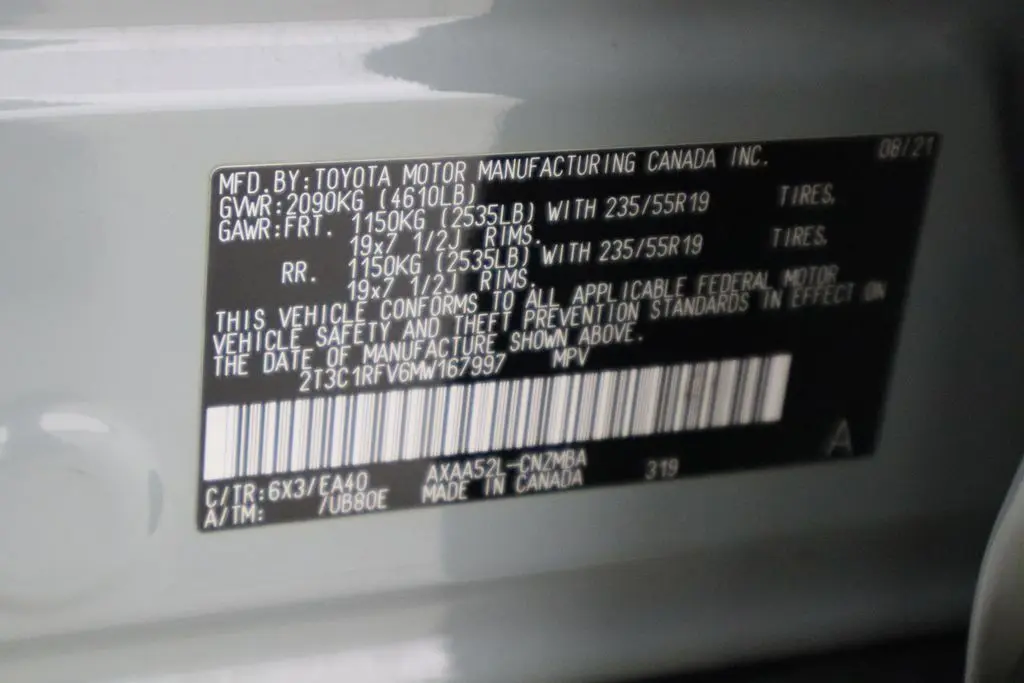 08/21
MFD.BY:TOYOTA MOTOR MANUFACTURING CANADA INC.
GVWR:2090KG (4610LB)
GAWR:FRT. 1150KG (2535LB) WITH 235/55R19 TIRES,
19x7 1/2J RIMS.
RR. 1150KG (2535LB) WITH 235/55R19 TIRES,
19x7 1/2J RIMS.
THIS VEHICLE CONFORMS TO ALL APPLICABLE FEDERAL MOTOR
VEHICLE SAFETY AND THEFT PREVENTION STANDARDS IN EFFECT ON
THE DATE OF MANUFACTURE SHOWN ABOVE.
2T3C1RFV6MW167997 MPV
A
C/TR:6X3/EA40 AXAA52L-CNZMBA 319
A/TM: /UB80E MADE IN CANADA